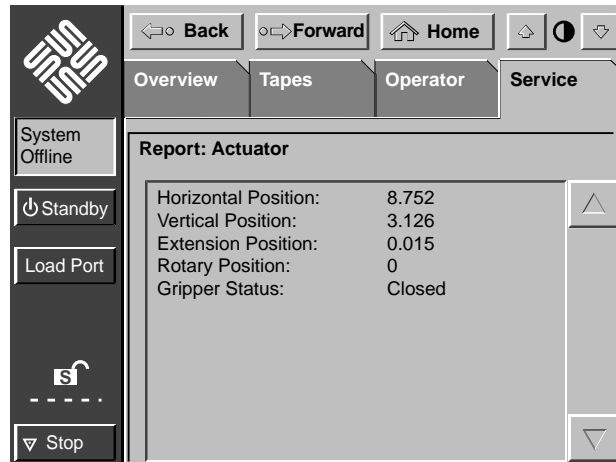 Back
Forward
Home
Overview
Tapes
Operator
Service
System
Offline
Standby
Load Port
S
Stop
Report: Actuator
Horizontal Position: 8.752
Vertical Position: 3.126
Extension Position: 0.015
Rotary Position: 0
Gripper Status: Closed